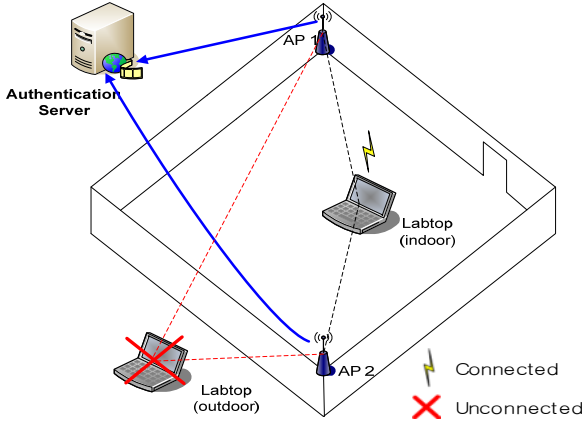 AP 1
Authentication
Server
Labtop
(indoor)
AP 2
Labtop
(outdoor)
Connected
Unconnected